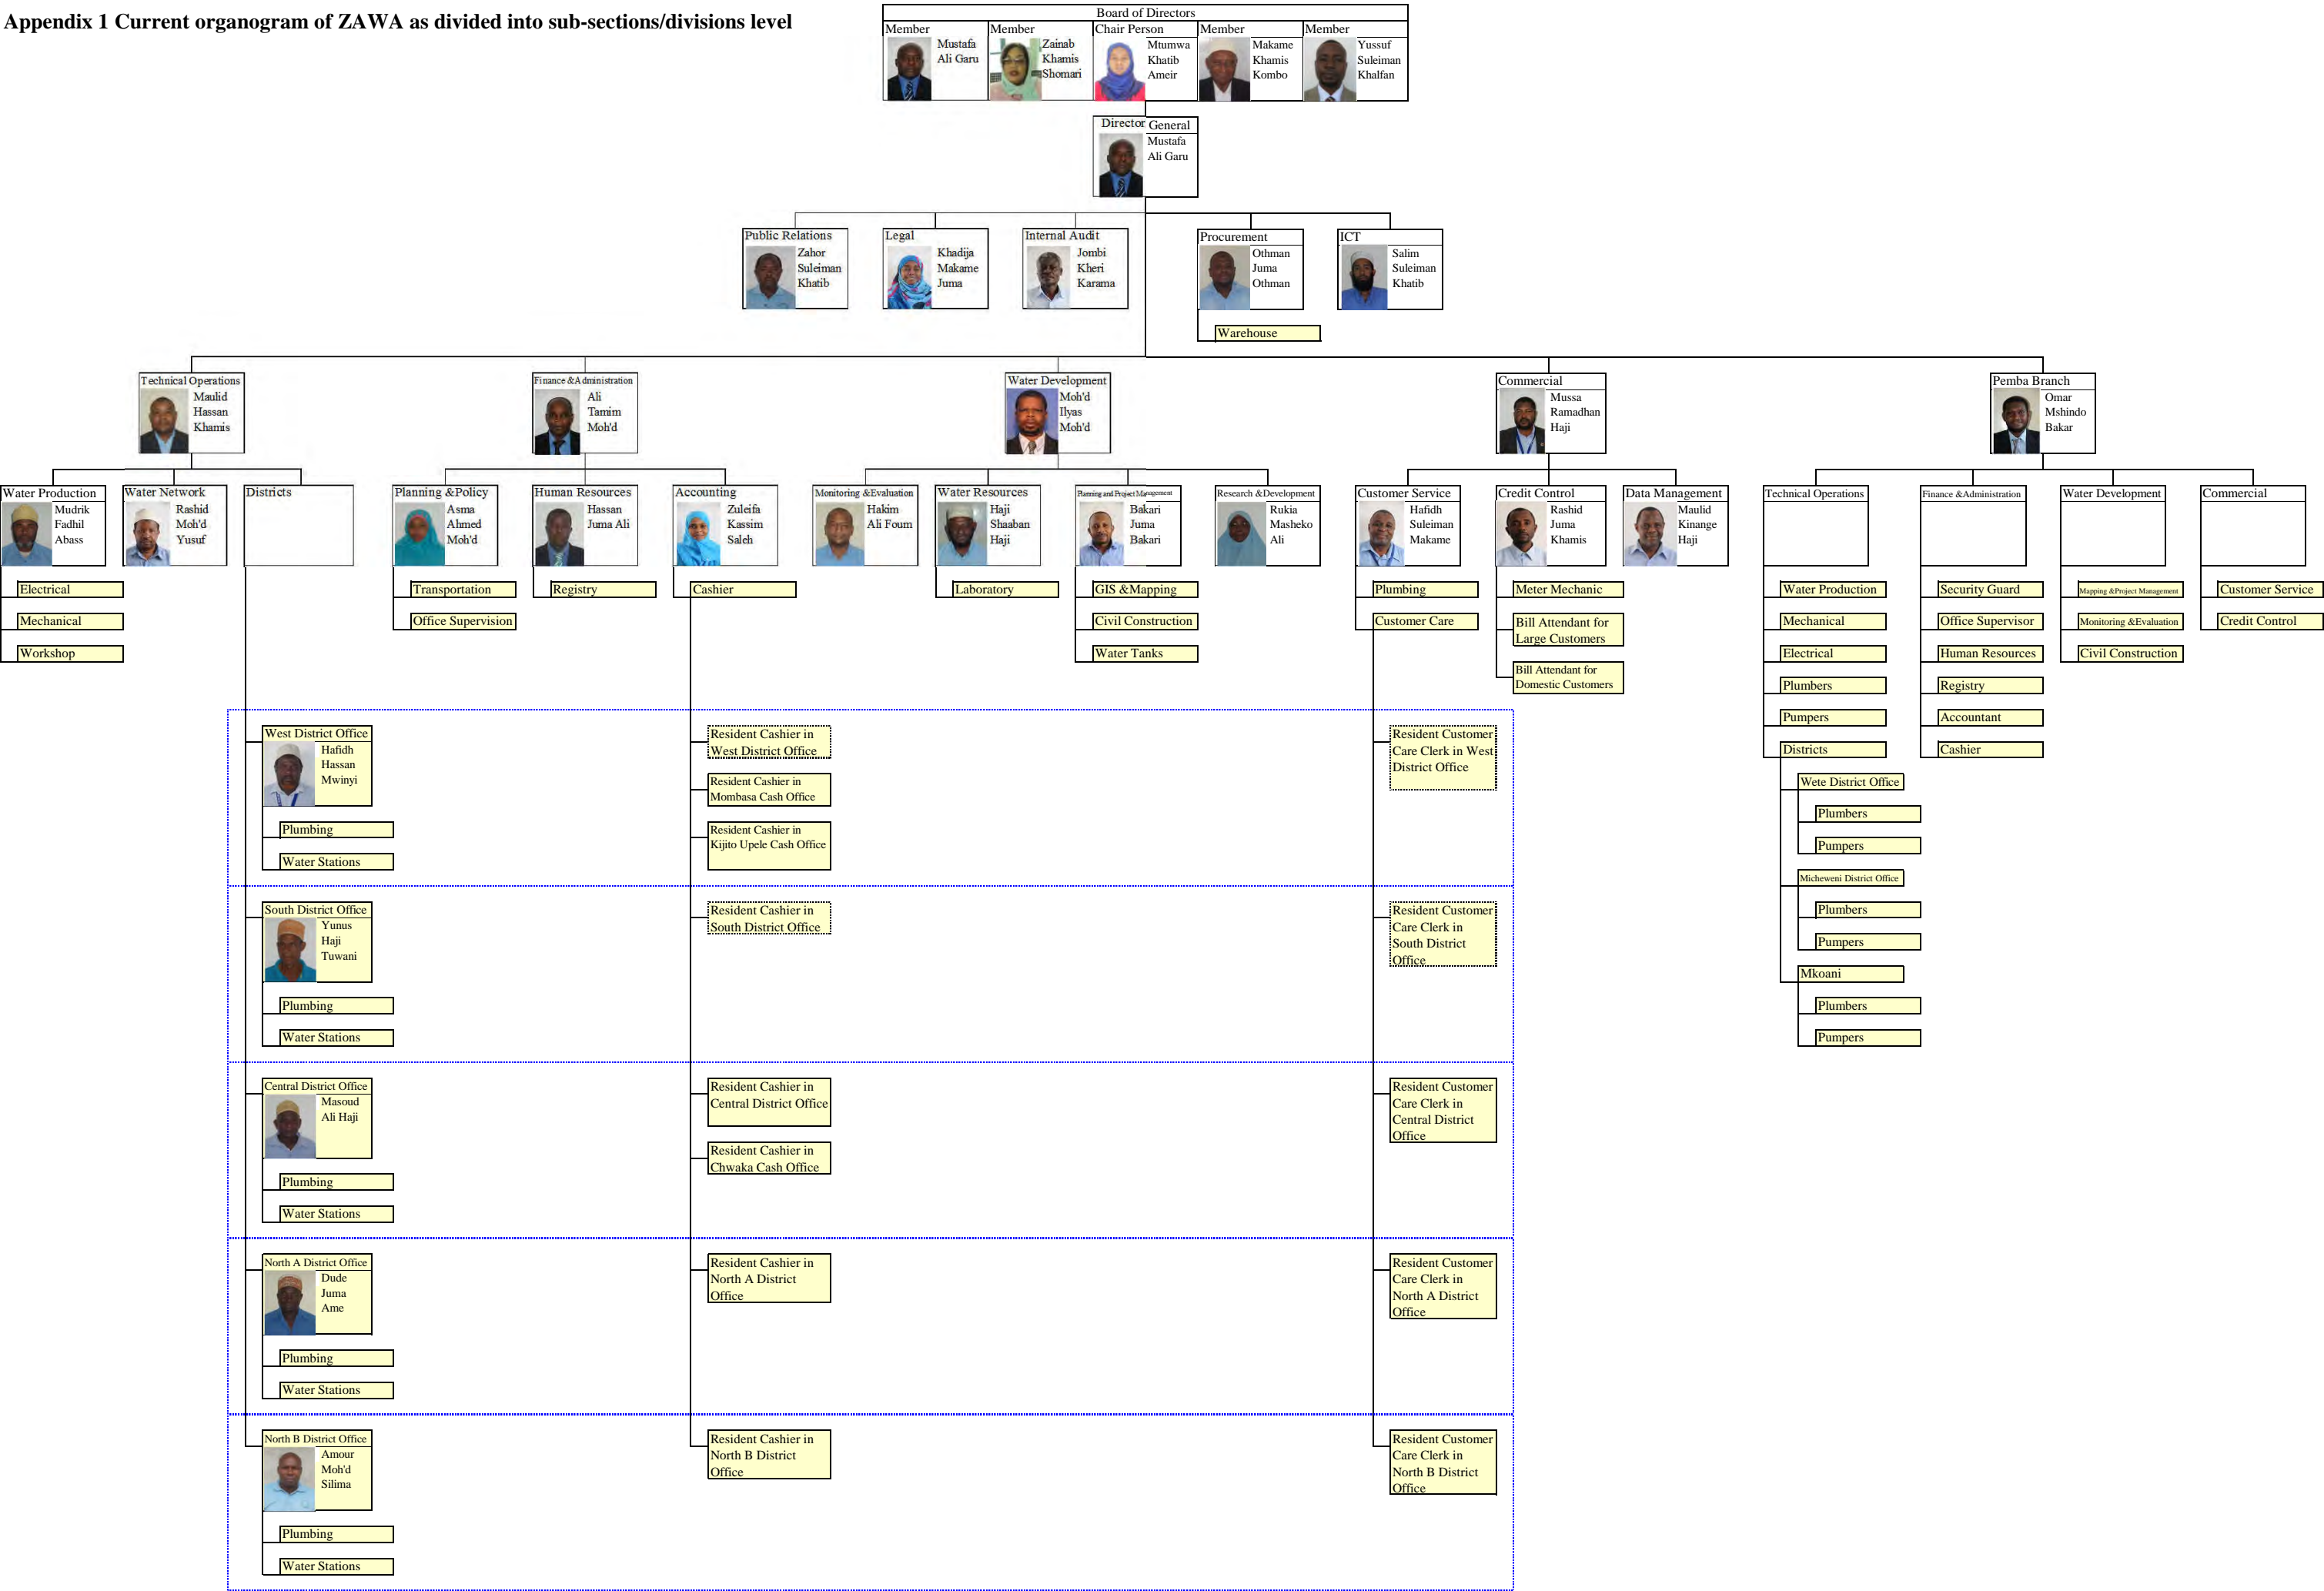 Appendix 1 Current organogram of ZAWA as divided into sub-sections/divisions level
Board of Directors
Member
Mustafa
Ali Garu
Member
Zainab
Khamis
Shomari
Chair Person
Mtumwa
Khatib
Ameir
Member
Makame
Khamis
Kombo
Member
Yussuf
Suleiman
Khalfan
Director General
Mustafa
Ali Garu
Public Relations
Zahor
Suleiman
Khatib
Legal
Khadija
Makame
Juma
Internal Audit
Jombi
Kheri
Karama
Procurement
Othman
Juma
Othman
ICT
Salim
Suleiman
Khatib
Warehouse
Technical Operations
Maulid
Hassan
Khamis
Finance &Administration
Ali
Tamim
Moh'd
Water Development
Moh'd
Ilyas
Moh'd
Commercial
Mussa
Ramadhan
Haji
Pemba Branch
Omar
Mshindo
Bakar
Water Production
Mudrik
Fadhil
Abass
Water Network
Rashid
Moh'd
Yusuf
Districts
Planning &Policy
Asma
Ahmed
Moh'd
Human Resources
Hassan
Juma Ali
Accounting
Zuleifa
Kassim
Saleh
Monitoring &Evaluation
Hakim
Ali Foum
Water Resources
Haji
Shaaban
Haji
Planning and Project Management
Bakari
Juma
Bakari
Research &Development
Rukia
Masheko
Ali
Customer Service
Hafidh
Suleiman
Makame
Credit Control
Rashid
Juma
Khamis
Data Management
Maulid
Kinange
Haji
Technical Operations
Finance &Administration
Water Development
Commercial
Electrical
Mechanical
Workshop
Transportation
Office Supervision
Registry
Cashier
Laboratory
GIS &Mapping
Civil Construction
Water Tanks
Plumbing
Customer Care
Meter Mechanic
Bill Attendant for
Large Customers
Bill Attendant for
Domestic Customers
Water Production
Mechanical
Electrical
Plumbers
Pumpers
Districts
Wete District Office
Plumbers
Pumpers
Micheweni District Office
Plumbers
Pumpers
Mkoani
Plumbers
Pumpers
Security Guard
Office Supervisor
Human Resources
Registry
Accountant
Cashier
Mapping &Project Management
Monitoring &Evaluation
Civil Construction
Customer Service
Credit Control
West District Office
Hafidh
Hassan
Mwinyi
Plumbing
Water Stations
Resident Cashier in
West District Office
Resident Cashier in
Mombasa Cash Office
Resident Cashier in
Kijito Upele Cash Office
Resident Customer
Care Clerk in West
District Office
South District Office
Yunus
Haji
Tuwani
Plumbing
Water Stations
Resident Cashier in
South District Office
Resident Customer
Care Clerk in
South District
Office
Central District Office
Masoud
Ali Haji
Plumbing
Water Stations
Resident Cashier in
Central District Office
Resident Cashier in
Chwaka Cash Office
Resident Customer
Care Clerk in
Central District
Office
North A District Office
Dude
Juma
Ame
Plumbing
Water Stations
Resident Cashier in
North A District
Office
Resident Customer
Care Clerk in
North A District
Office
North B District Office
Amour
Moh'd
Silima
Plumbing
Water Stations
Resident Cashier in
North B District
Office
Resident Customer
Care Clerk in
North B District
Office